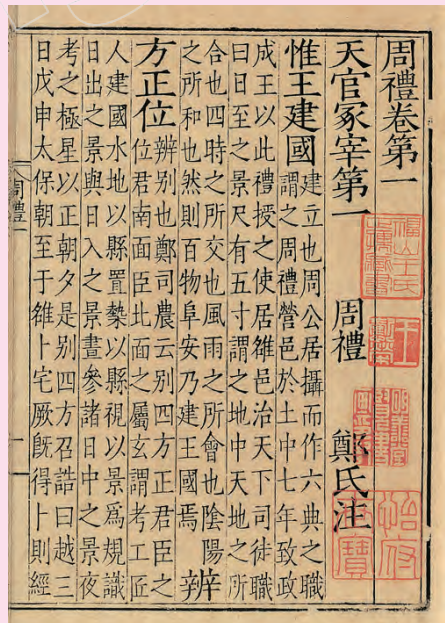 周禮卷第一
天官冢宰第一 周禮 鄭氏注
惟王建國
建立也周公居攝而作六典之職
謂之周禮營邑於土中七年致政
成王以此禮授之使居雒邑治天下司徒職
曰日至之景尺有五寸謂之地中天地之所
合也四時之所交也風雨之所會也陰陽
之所和也然則百物阜安乃建王國焉
辨
方正位
辨别也鄭司農云别四方正君臣之
位君南面臣北面之屬玄謂考工匠
人建國水地以縣置槷以縣視以景爲規識
日出之景與日入之景晝參諸日中之景夜
考之極星以正朝夕是别四方召誥曰越三
日戊申太保朝至于雒卜宅厥旣得卜則經
周禮一